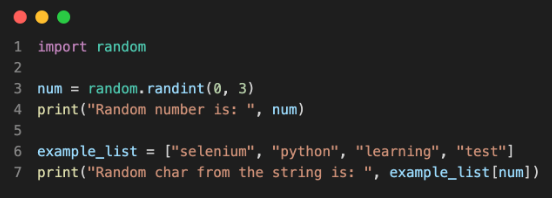 1 import random
2
3 num = random.randint(0, 3)
4 print("Random number is: ", num)
5
6 example_list = ["selenium", "python", "learning", "test"]
7 print("Random char from the string is: ", example_list[num])